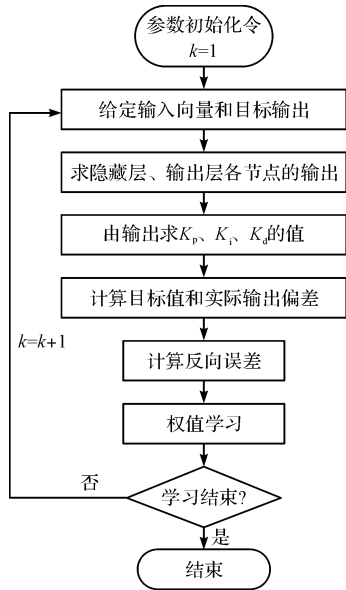 参数初始化令
k=1
给定输入向量和目标输出
求隐藏层、输出层各节点的输出
由输出求Kp、Ki、Kd的值
计算目标值和实际输出偏差
k=k+1
计算反向误差
权值学习
否
学习结束?
是
结束